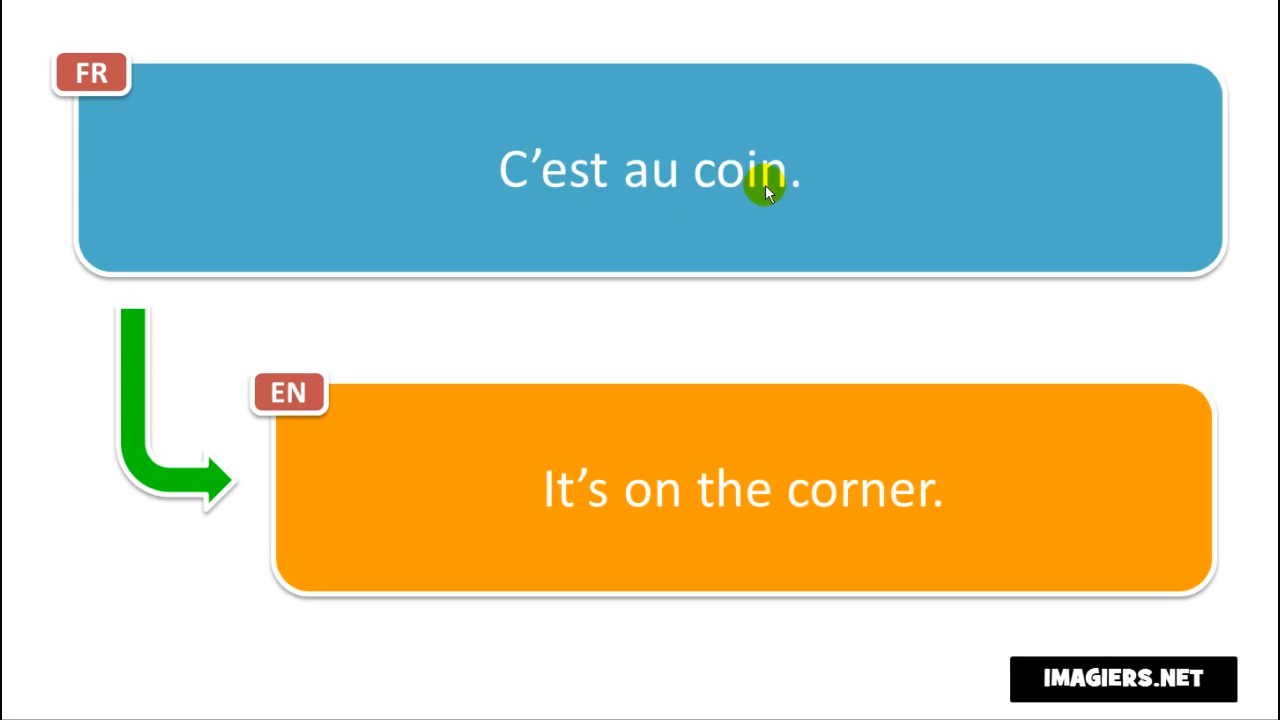 FR
C’est au coin.
EN
It’s on the corner.
IMAGIERS.NET